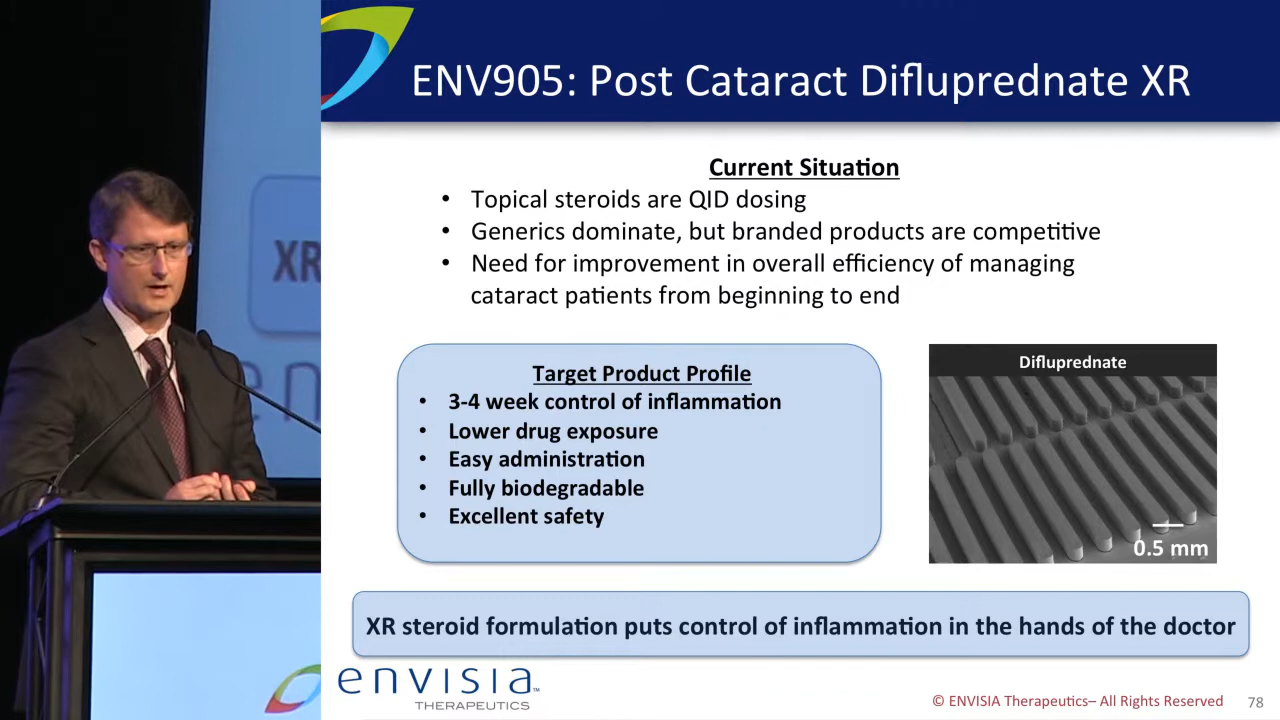 ENV905: Post Cataract Difluprednate XR
Current Situation
• Topical steroids are QID dosing
• Generics dominate, but branded products are competitive
• Need for improvement in overall efficiency of managing
cataract patients from beginning to end
Target Product Profile
• 3-4 week control of inflammation
• Lower drug exposure
• Easy administration
• Fully biodegradable
• Excellent safety
Difluprednate
0.5 mm
XR steroid formulation puts control of inflammation in the hands of the doctor
envisia™
THERAPEUTICS
© ENVISIA Therapeutics– All Rights Reserved
78
XR
en